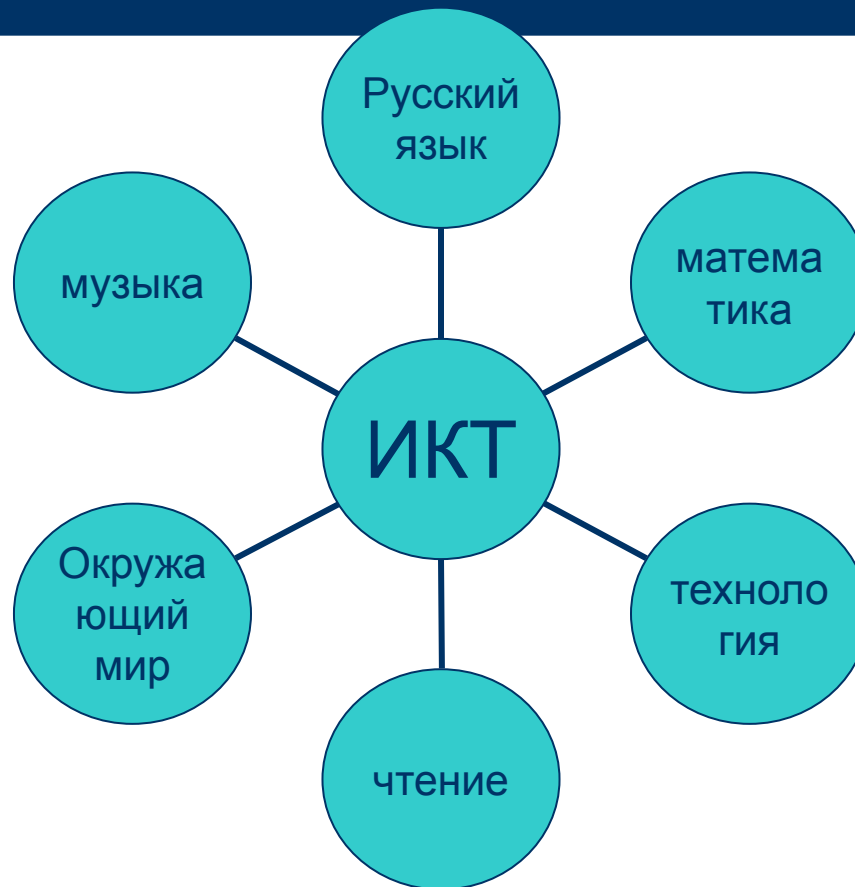 Русский
язык
музыка
матема
тика
ИКТ
Окружа
ющий
мир
техноло
гия
чтение